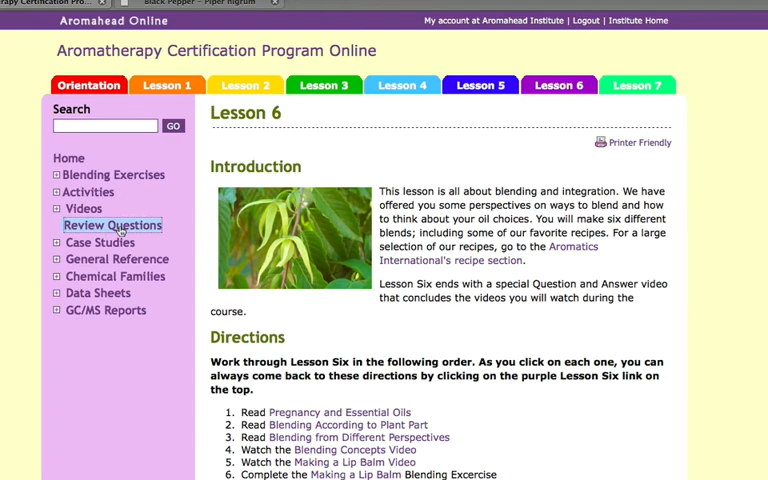 rapy Certification Pro...
Black Pepper – Piper nigrum
Aromahead Online
My account at Aromahead Institute | Logout | Institute Home
Aromatherapy Certification Program Online
Orientation
Lesson 1
Lesson 2
Lesson 3
Lesson 4
Lesson 5
Lesson 6
Lesson 7
Search
GO
Home
Blending Exercises
Activities
Videos
Review Questions
Case Studies
General Reference
Chemical Families
Data Sheets
GC/MS Reports
Lesson 6
Printer Friendly
Introduction
This lesson is all about blending and integration. We have
offered you some perspectives on ways to blend and how
to think about your oil choices. You will make six different
blends; including some of our favorite recipes. For a large
selection of our recipes, go to the Aromatics
International's recipe section.
Lesson Six ends with a special Question and Answer video
that concludes the videos you will watch during the
course.
Directions
Work through Lesson Six in the following order. As you click on each one, you can
always come back to these directions by clicking on the purple Lesson Six link on
the top.
1. Read Pregnancy and Essential Oils
2. Read Blending According to Plant Part
3. Read Blending from Different Perspectives
4. Watch the Blending Concepts Video
5. Watch the Making a Lip Balm Video
6. Complete the Making a Lip Balm Blending Excercise